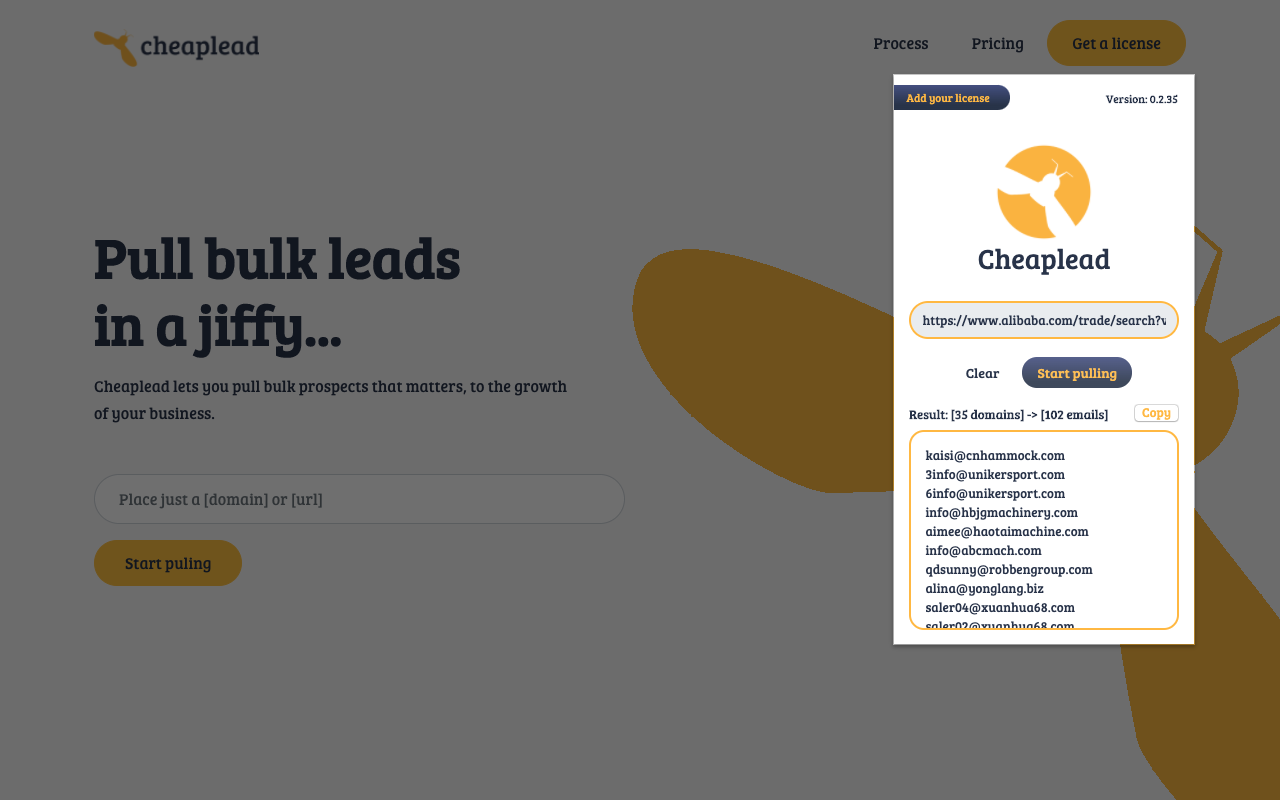 cheaplead
Process
Pricing
Get a license
Add your license
Version: 0.2.35
Cheaplead
https://www.alibaba.com/trade/search?v
Clear
Start pulling
Result: [35 domains] -> [102 emails]
Copy
kaisi@cnhammock.com
3info@unikersport.com
6info@unikersport.com
info@hbjgmachinery.com
aimee@haotaimachine.com
info@abcmach.com
qdsunny@robbengroup.com
alina@yonglang.biz
saler04@xuanhua68.com
saler02@xuanhua68.com
Pull bulk leads
in a jiffy...
Cheaplead lets you pull bulk prospects that matters, to the growth
of your business.
Place just a [domain] or [url]
Start puling